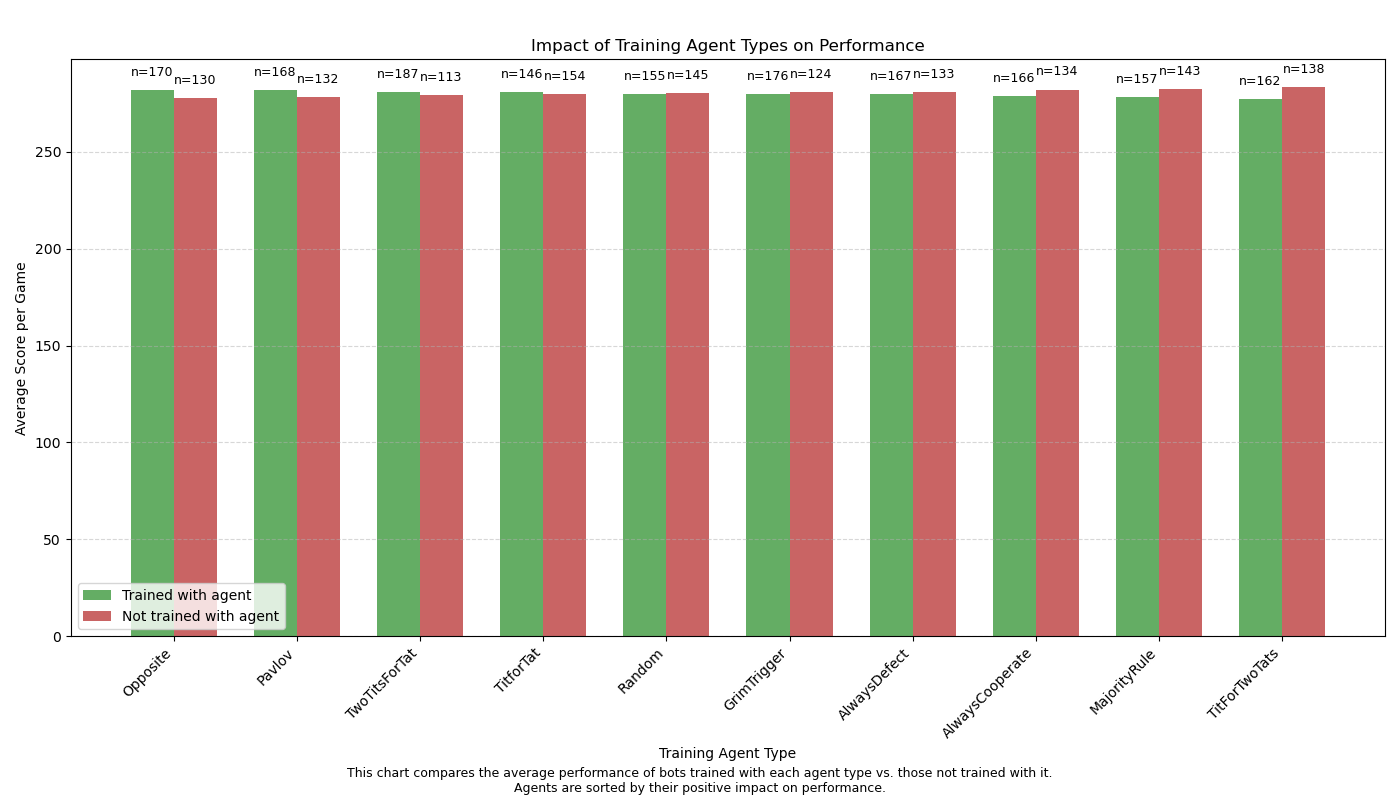 Impact of Training Agent Types on Performance
n=170 n=130 n=168 n=132 n=187 n=113 n=146 n=154 n=155 n=145 n=176 n=124 n=167 n=133 n=166 n=134 n=157 n=143 n=162 n=138
Average Score per Game
250
200
150
100
50
0
Trained with agent
Not trained with agent
Opposite Pavlov TwoTitsForTat TitforTat Random GrimTrigger AlwaysDefect AlwaysCooperate MajorityRule TitForTwoTats
Training Agent Type
This chart compares the average performance of bots trained with each agent type vs. those not trained with it.
Agents are sorted by their positive impact on performance.